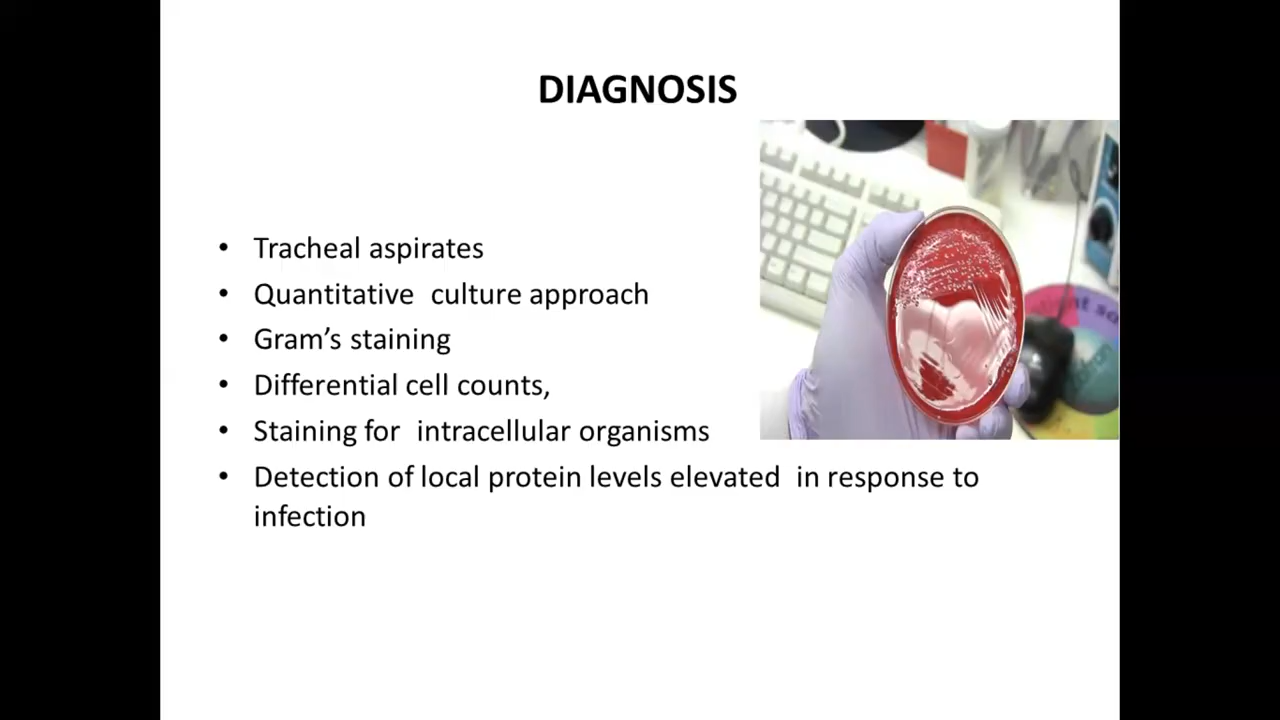 DIAGNOSIS
• Tracheal aspirates
• Quantitative  culture approach
• Gram’s staining
• Differential cell counts,
• Staining for  intracellular organisms
• Detection of local protein levels elevated  in response to
infection